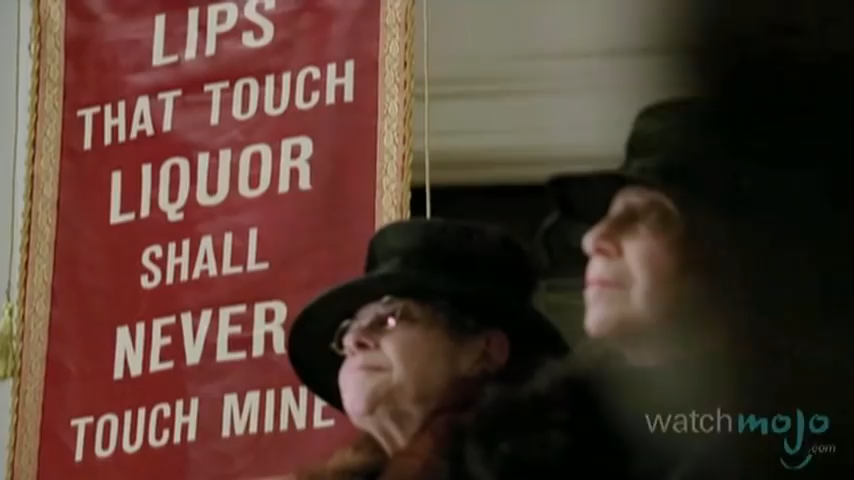 LIPS
THAT TOUCH
LIQUOR
SHALL
NEVER
TOUCH MINE
watchmojo
.com